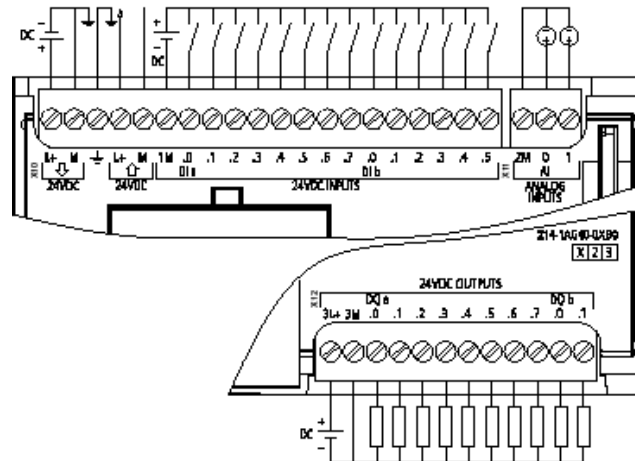 DC + −
+ − DC
L+ M ⏚ L+ M 1M .0 .1 .2 .3 .4 .5 .6 .7 .0 .1 .2 .3 .4 .5 2M 0 1
X10 24VDC 24VDC DI a DI b X11 AI
24VDC INPUTS ANALOG
INPUTS
214-1AG40-0XB0
X 2 3
24VDC OUTPUTS
X12 DQ a DQ b
3L+ 3M .0 .1 .2 .3 .4 .5 .6 .7 .0 .1
DC + −